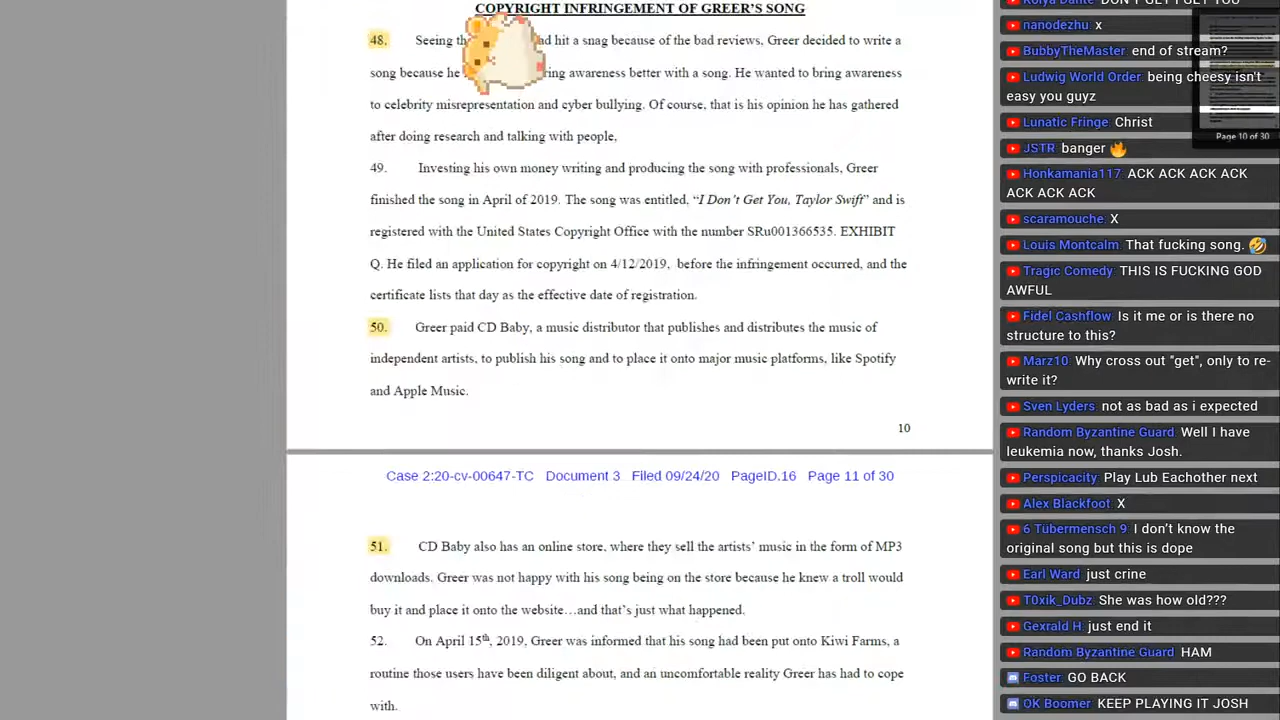 COPYRIGHT INFRINGEMENT OF GREER'S SONG
48. Seeing th ad hit a snag because of the bad reviews, Greer decided to write a
song because he ring awareness better with a song. He wanted to bring awareness
to celebrity misrepresentation and cyber bullying. Of course, that is his opinion he has gathered
after doing research and talking with people,
49. Investing his own money writing and producing the song with professionals, Greer
finished the song in April of 2019. The song was entitled, “I Don't Get You, Taylor Swift” and is
registered with the United States Copyright Office with the number SRu001366535. EXHIBIT
Q. He filed an application for copyright on 4/12/2019, before the infringement occurred, and the
certificate lists that day as the effective date of registration.
50. Greer paid CD Baby, a music distributor that publishes and distributes the music of
independent artists, to publish his song and to place it onto major music platforms, like Spotify
and Apple Music.
10
Case 2:20-cv-00647-TC Document 3 Filed 09/24/20 PageID.16 Page 11 of 30
51. CD Baby also has an online store, where they sell the artists' music in the form of MP3
downloads. Greer was not happy with his song being on the store because he knew a troll would
buy it and place it onto the website…and that's just what happened.
52. On April 15th, 2019, Greer was informed that his song had been put onto Kiwi Farms, a
routine those users have been diligent about, and an uncomfortable reality Greer has had to cope
with.
nanodezhu x
BubbyTheMaster end of stream?
Ludwig World Order being cheesy isn't
easy you guyz
Lunatic Fringe Christ
Page 10 of 30
JSTR banger 🔥
Honkamania117 ACK ACK ACK ACK
ACK ACK ACK
scaramouche X
Louis Montcalm That fucking song. 🤣
Tragic Comedy THIS IS FUCKING GOD
AWFUL
Fidel Cashflow Is it me or is there no
structure to this?
Marz10 Why cross out "get", only to re-
write it?
Sven Lyders not as bad as i expected
Random Byzantine Guard Well I have
leukemia now, thanks Josh.
Perspicacity Play Lub Eachother next
Alex Blackfoot X
6 Tübermensch 9 I don't know the
original song but this is dope
Earl Ward just crine
T0xik_Dubz She was how old???
Gexrald H just end it
Random Byzantine Guard HAM
Foster GO BACK
OK Boomer KEEP PLAYING IT JOSH